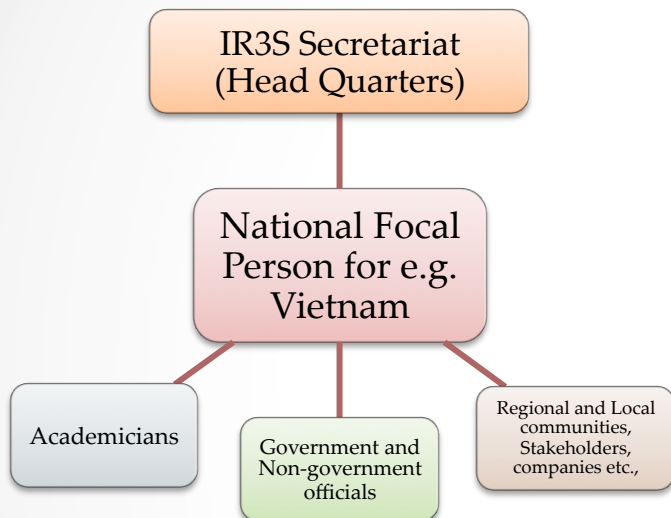 IR3S Secretariat
(Head Quarters)
National Focal
Person for e.g.
Vietnam
Academicians
Government and
Non-government
officials
Regional and Local
communities,
Stakeholders,
companies etc.,